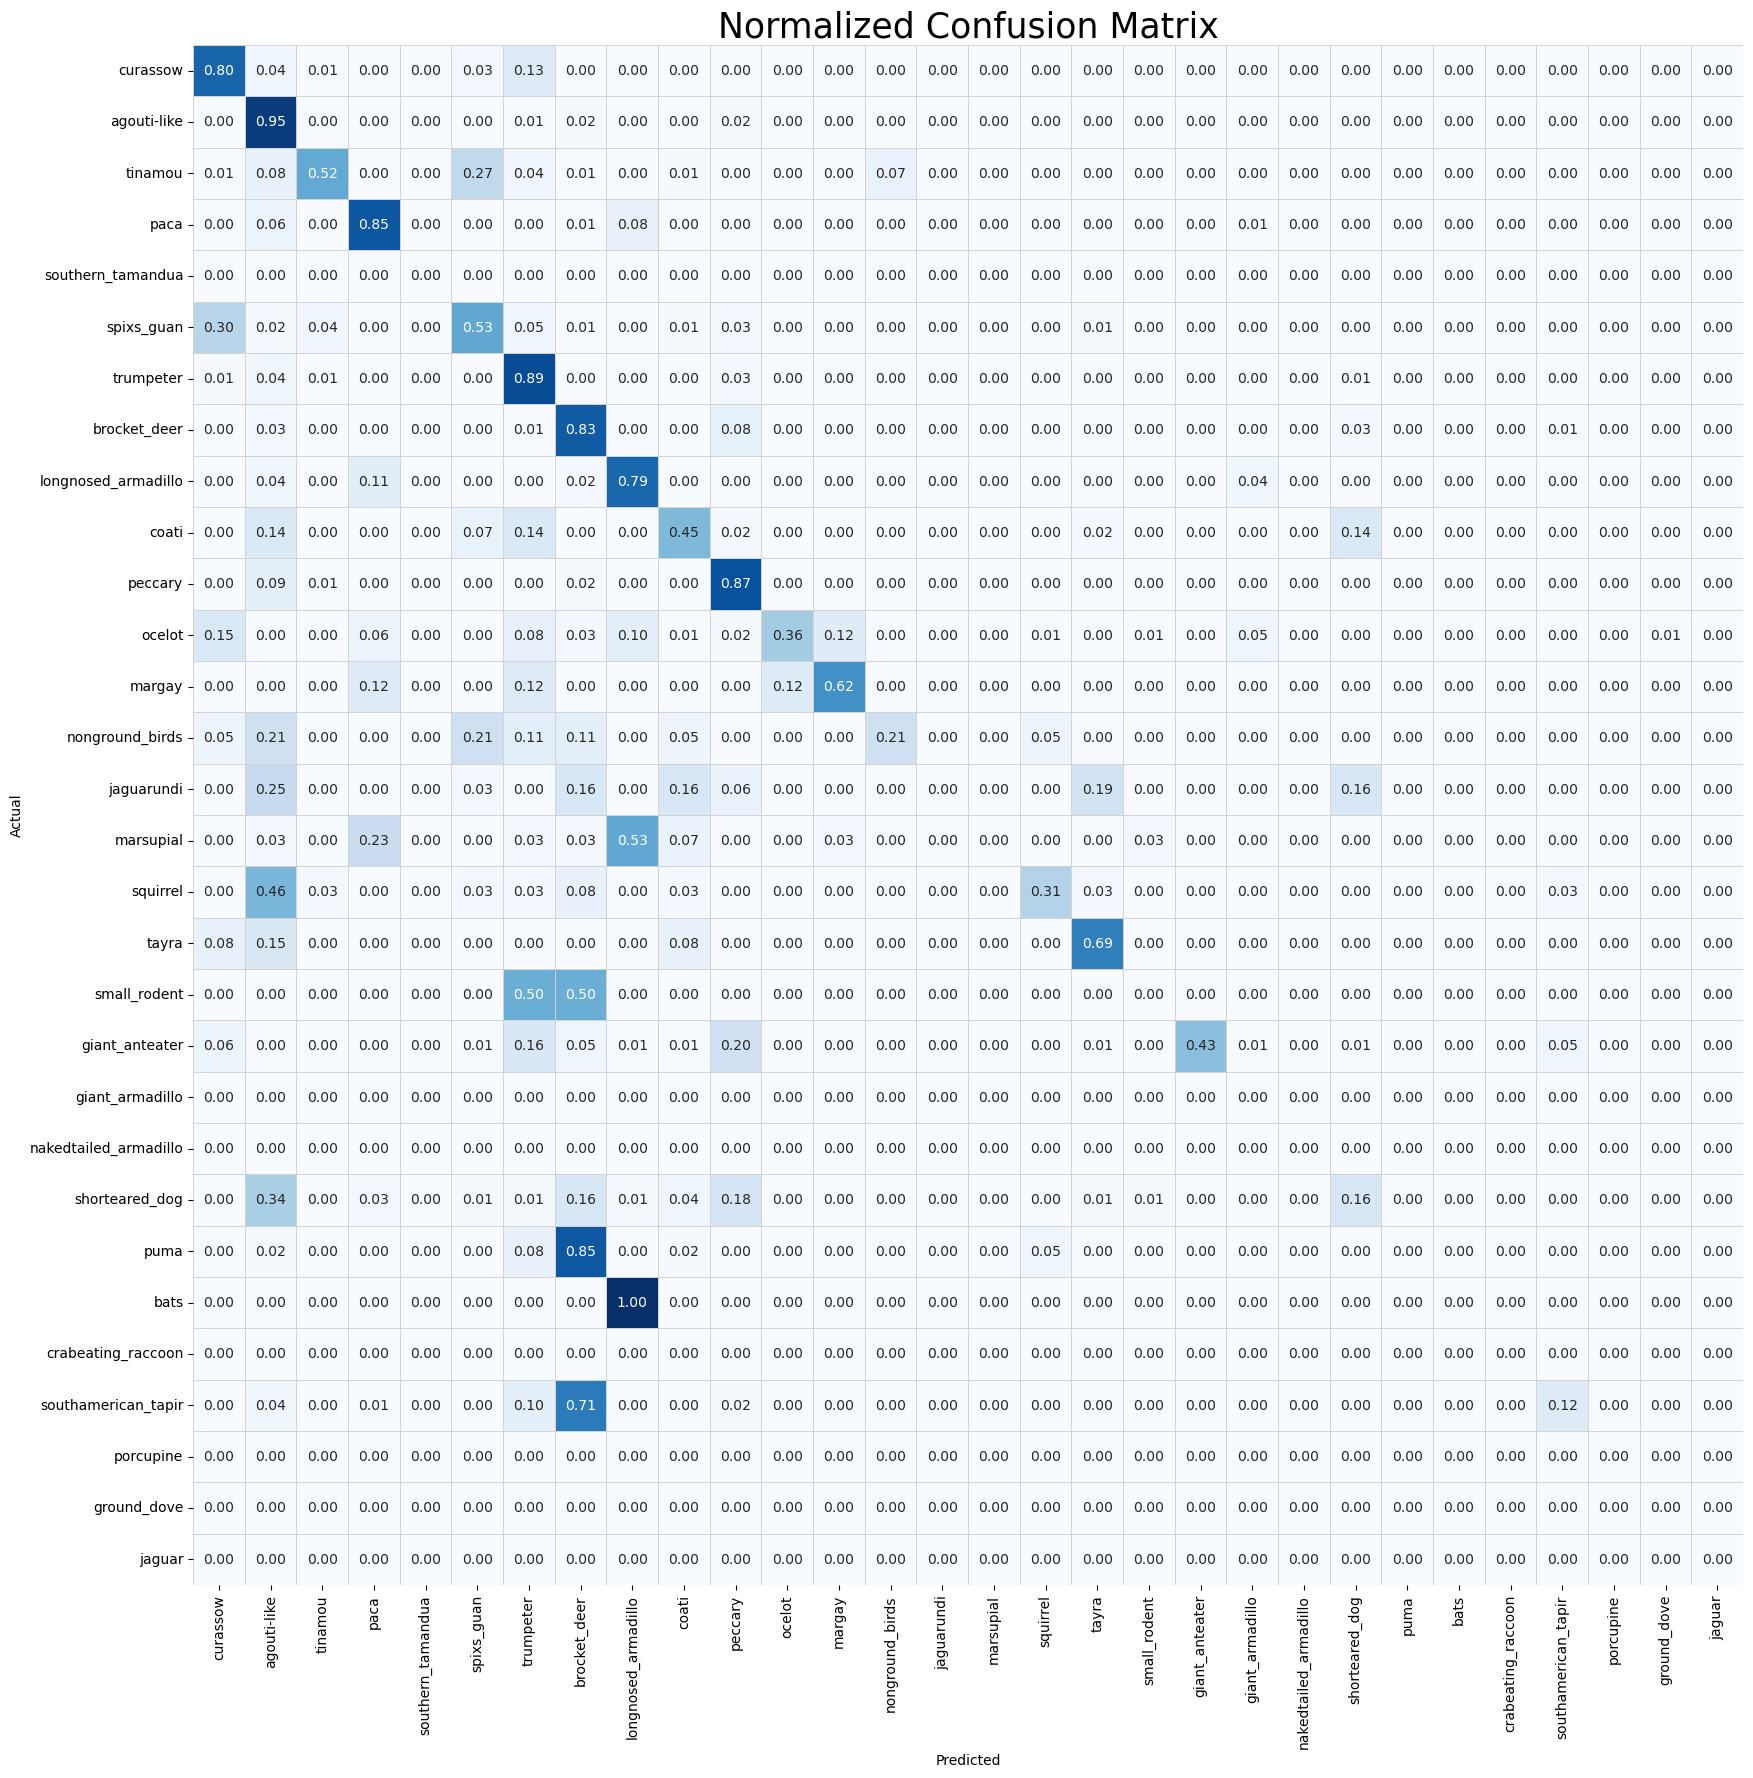 Normalized Confusion Matrix
curassow 0.80 0.04 0.01 0.00 0.00 0.03 0.13 0.00 0.00 0.00 0.00 0.00 0.00 0.00 0.00 0.00 0.00 0.00 0.00 0.00 0.00 0.00 0.00 0.00 0.00 0.00 0.00 0.00 0.00 0.00
agouti-like 0.00 0.95 0.00 0.00 0.00 0.00 0.01 0.02 0.00 0.00 0.02 0.00 0.00 0.00 0.00 0.00 0.00 0.00 0.00 0.00 0.00 0.00 0.00 0.00 0.00 0.00 0.00 0.00 0.00 0.00
tinamou 0.01 0.08 0.52 0.00 0.00 0.27 0.04 0.01 0.00 0.01 0.00 0.00 0.00 0.07 0.00 0.00 0.00 0.00 0.00 0.00 0.00 0.00 0.00 0.00 0.00 0.00 0.00 0.00 0.00 0.00
paca 0.00 0.06 0.00 0.85 0.00 0.00 0.00 0.01 0.08 0.00 0.00 0.00 0.00 0.00 0.00 0.00 0.00 0.00 0.00 0.00 0.01 0.00 0.00 0.00 0.00 0.00 0.00 0.00 0.00 0.00
southern_tamandua 0.00 0.00 0.00 0.00 0.00 0.00 0.00 0.00 0.00 0.00 0.00 0.00 0.00 0.00 0.00 0.00 0.00 0.00 0.00 0.00 0.00 0.00 0.00 0.00 0.00 0.00 0.00 0.00 0.00 0.00
spixs_guan 0.30 0.02 0.04 0.00 0.00 0.53 0.05 0.01 0.00 0.01 0.03 0.00 0.00 0.00 0.00 0.00 0.00 0.01 0.00 0.00 0.00 0.00 0.00 0.00 0.00 0.00 0.00 0.00 0.00 0.00
trumpeter 0.01 0.04 0.01 0.00 0.00 0.00 0.89 0.00 0.00 0.00 0.03 0.00 0.00 0.00 0.00 0.00 0.00 0.00 0.00 0.00 0.00 0.00 0.01 0.00 0.00 0.00 0.00 0.00 0.00 0.00
brocket_deer 0.00 0.03 0.00 0.00 0.00 0.00 0.01 0.83 0.00 0.00 0.08 0.00 0.00 0.00 0.00 0.00 0.00 0.00 0.00 0.00 0.00 0.00 0.03 0.00 0.00 0.00 0.01 0.00 0.00 0.00
longnosed_armadillo 0.00 0.04 0.00 0.11 0.00 0.00 0.00 0.02 0.79 0.00 0.00 0.00 0.00 0.00 0.00 0.00 0.00 0.00 0.00 0.00 0.04 0.00 0.00 0.00 0.00 0.00 0.00 0.00 0.00 0.00
coati 0.00 0.14 0.00 0.00 0.00 0.07 0.14 0.00 0.00 0.45 0.02 0.00 0.00 0.00 0.00 0.00 0.00 0.02 0.00 0.00 0.00 0.00 0.14 0.00 0.00 0.00 0.00 0.00 0.00 0.00
peccary 0.00 0.09 0.01 0.00 0.00 0.00 0.00 0.02 0.00 0.00 0.87 0.00 0.00 0.00 0.00 0.00 0.00 0.00 0.00 0.00 0.00 0.00 0.00 0.00 0.00 0.00 0.00 0.00 0.00 0.00
ocelot 0.15 0.00 0.00 0.06 0.00 0.00 0.08 0.03 0.10 0.01 0.02 0.36 0.12 0.00 0.00 0.00 0.01 0.00 0.01 0.00 0.05 0.00 0.00 0.00 0.00 0.00 0.00 0.00 0.01 0.00
margay 0.00 0.00 0.00 0.12 0.00 0.00 0.12 0.00 0.00 0.00 0.00 0.12 0.62 0.00 0.00 0.00 0.00 0.00 0.00 0.00 0.00 0.00 0.00 0.00 0.00 0.00 0.00 0.00 0.00 0.00
nonground_birds 0.05 0.21 0.00 0.00 0.00 0.21 0.11 0.11 0.00 0.05 0.00 0.00 0.00 0.21 0.00 0.00 0.05 0.00 0.00 0.00 0.00 0.00 0.00 0.00 0.00 0.00 0.00 0.00 0.00 0.00
jaguarundi 0.00 0.25 0.00 0.00 0.00 0.03 0.00 0.16 0.00 0.16 0.06 0.00 0.00 0.00 0.00 0.00 0.00 0.19 0.00 0.00 0.00 0.00 0.16 0.00 0.00 0.00 0.00 0.00 0.00 0.00
marsupial 0.00 0.03 0.00 0.23 0.00 0.00 0.03 0.03 0.53 0.07 0.00 0.00 0.03 0.00 0.00 0.00 0.00 0.00 0.03 0.00 0.00 0.00 0.00 0.00 0.00 0.00 0.00 0.00 0.00 0.00
squirrel 0.00 0.46 0.03 0.00 0.00 0.03 0.03 0.08 0.00 0.03 0.00 0.00 0.00 0.00 0.00 0.00 0.31 0.03 0.00 0.00 0.00 0.00 0.00 0.00 0.00 0.00 0.03 0.00 0.00 0.00
tayra 0.08 0.15 0.00 0.00 0.00 0.00 0.00 0.00 0.00 0.08 0.00 0.00 0.00 0.00 0.00 0.00 0.00 0.69 0.00 0.00 0.00 0.00 0.00 0.00 0.00 0.00 0.00 0.00 0.00 0.00
small_rodent 0.00 0.00 0.00 0.00 0.00 0.00 0.50 0.50 0.00 0.00 0.00 0.00 0.00 0.00 0.00 0.00 0.00 0.00 0.00 0.00 0.00 0.00 0.00 0.00 0.00 0.00 0.00 0.00 0.00 0.00
giant_anteater 0.06 0.00 0.00 0.00 0.00 0.01 0.16 0.05 0.01 0.01 0.20 0.00 0.00 0.00 0.00 0.00 0.00 0.01 0.00 0.43 0.01 0.00 0.01 0.00 0.00 0.00 0.05 0.00 0.00 0.00
giant_armadillo 0.00 0.00 0.00 0.00 0.00 0.00 0.00 0.00 0.00 0.00 0.00 0.00 0.00 0.00 0.00 0.00 0.00 0.00 0.00 0.00 0.00 0.00 0.00 0.00 0.00 0.00 0.00 0.00 0.00 0.00
nakedtailed_armadillo 0.00 0.00 0.00 0.00 0.00 0.00 0.00 0.00 0.00 0.00 0.00 0.00 0.00 0.00 0.00 0.00 0.00 0.00 0.00 0.00 0.00 0.00 0.00 0.00 0.00 0.00 0.00 0.00 0.00 0.00
shorteared_dog 0.00 0.34 0.00 0.03 0.00 0.01 0.01 0.16 0.01 0.04 0.18 0.00 0.00 0.00 0.00 0.00 0.00 0.01 0.01 0.00 0.00 0.00 0.16 0.00 0.00 0.00 0.00 0.00 0.00 0.00
puma 0.00 0.02 0.00 0.00 0.00 0.00 0.08 0.85 0.00 0.02 0.00 0.00 0.00 0.00 0.00 0.00 0.05 0.00 0.00 0.00 0.00 0.00 0.00 0.00 0.00 0.00 0.00 0.00 0.00 0.00
bats 0.00 0.00 0.00 0.00 0.00 0.00 0.00 0.00 1.00 0.00 0.00 0.00 0.00 0.00 0.00 0.00 0.00 0.00 0.00 0.00 0.00 0.00 0.00 0.00 0.00 0.00 0.00 0.00 0.00 0.00
crabeating_raccoon 0.00 0.00 0.00 0.00 0.00 0.00 0.00 0.00 0.00 0.00 0.00 0.00 0.00 0.00 0.00 0.00 0.00 0.00 0.00 0.00 0.00 0.00 0.00 0.00 0.00 0.00 0.00 0.00 0.00 0.00
southamerican_tapir 0.00 0.04 0.00 0.01 0.00 0.00 0.10 0.71 0.00 0.00 0.02 0.00 0.00 0.00 0.00 0.00 0.00 0.00 0.00 0.00 0.00 0.00 0.00 0.00 0.00 0.00 0.12 0.00 0.00 0.00
porcupine 0.00 0.00 0.00 0.00 0.00 0.00 0.00 0.00 0.00 0.00 0.00 0.00 0.00 0.00 0.00 0.00 0.00 0.00 0.00 0.00 0.00 0.00 0.00 0.00 0.00 0.00 0.00 0.00 0.00 0.00
ground_dove 0.00 0.00 0.00 0.00 0.00 0.00 0.00 0.00 0.00 0.00 0.00 0.00 0.00 0.00 0.00 0.00 0.00 0.00 0.00 0.00 0.00 0.00 0.00 0.00 0.00 0.00 0.00 0.00 0.00 0.00
jaguar 0.00 0.00 0.00 0.00 0.00 0.00 0.00 0.00 0.00 0.00 0.00 0.00 0.00 0.00 0.00 0.00 0.00 0.00 0.00 0.00 0.00 0.00 0.00 0.00 0.00 0.00 0.00 0.00 0.00 0.00
Actual
curassow
agouti-like
tinamou
paca
southern_tamandua
spixs_guan
trumpeter
brocket_deer
longnosed_armadillo
coati
peccary
ocelot
margay
nonground_birds
jaguarundi
marsupial
squirrel
tayra
small_rodent
giant_anteater
giant_armadillo
nakedtailed_armadillo
shorteared_dog
puma
bats
crabeating_raccoon
southamerican_tapir
porcupine
ground_dove
jaguar
Predicted